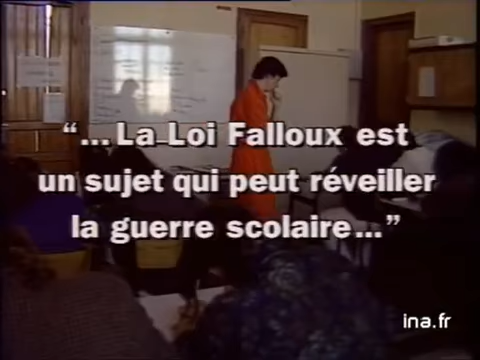 “...La Loi Falloux est
un sujet qui peut réveiller
la guerre scolaire...”
ina.fr